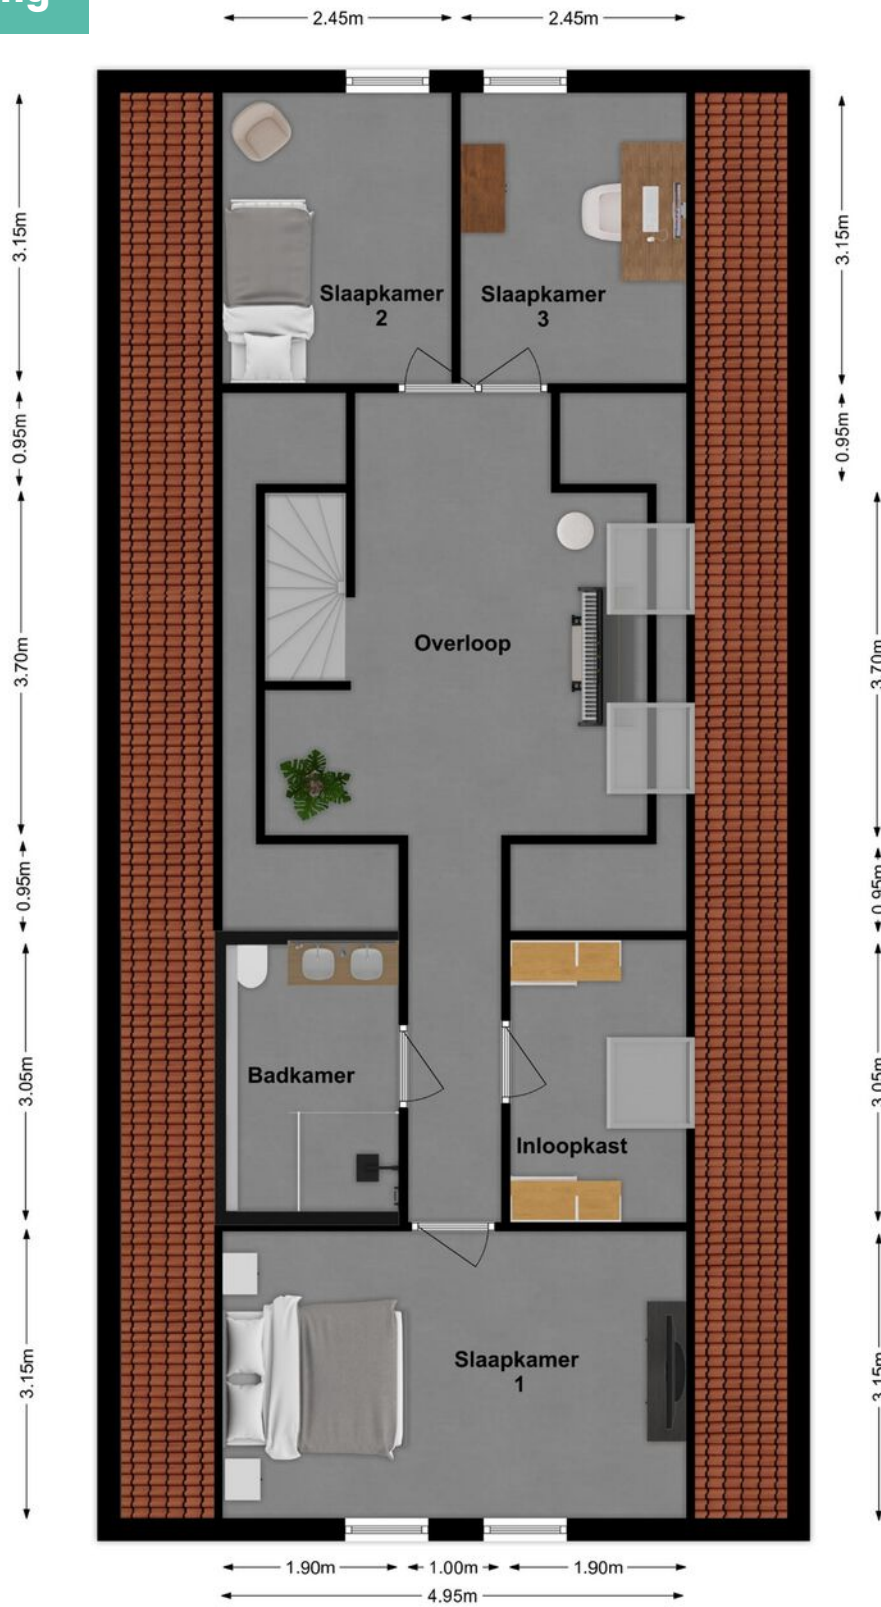 2.45m
2.45m
3.15m
3.15m
Slaapkamer
2
Slaapkamer
3
0.95m
0.95m
3.70m
3.70m
Overloop
0.95m
0.95m
3.05m
3.05m
Badkamer
Inloopkast
3.15m
3.15m
Slaapkamer
1
1.90m
1.00m
1.90m
4.95m